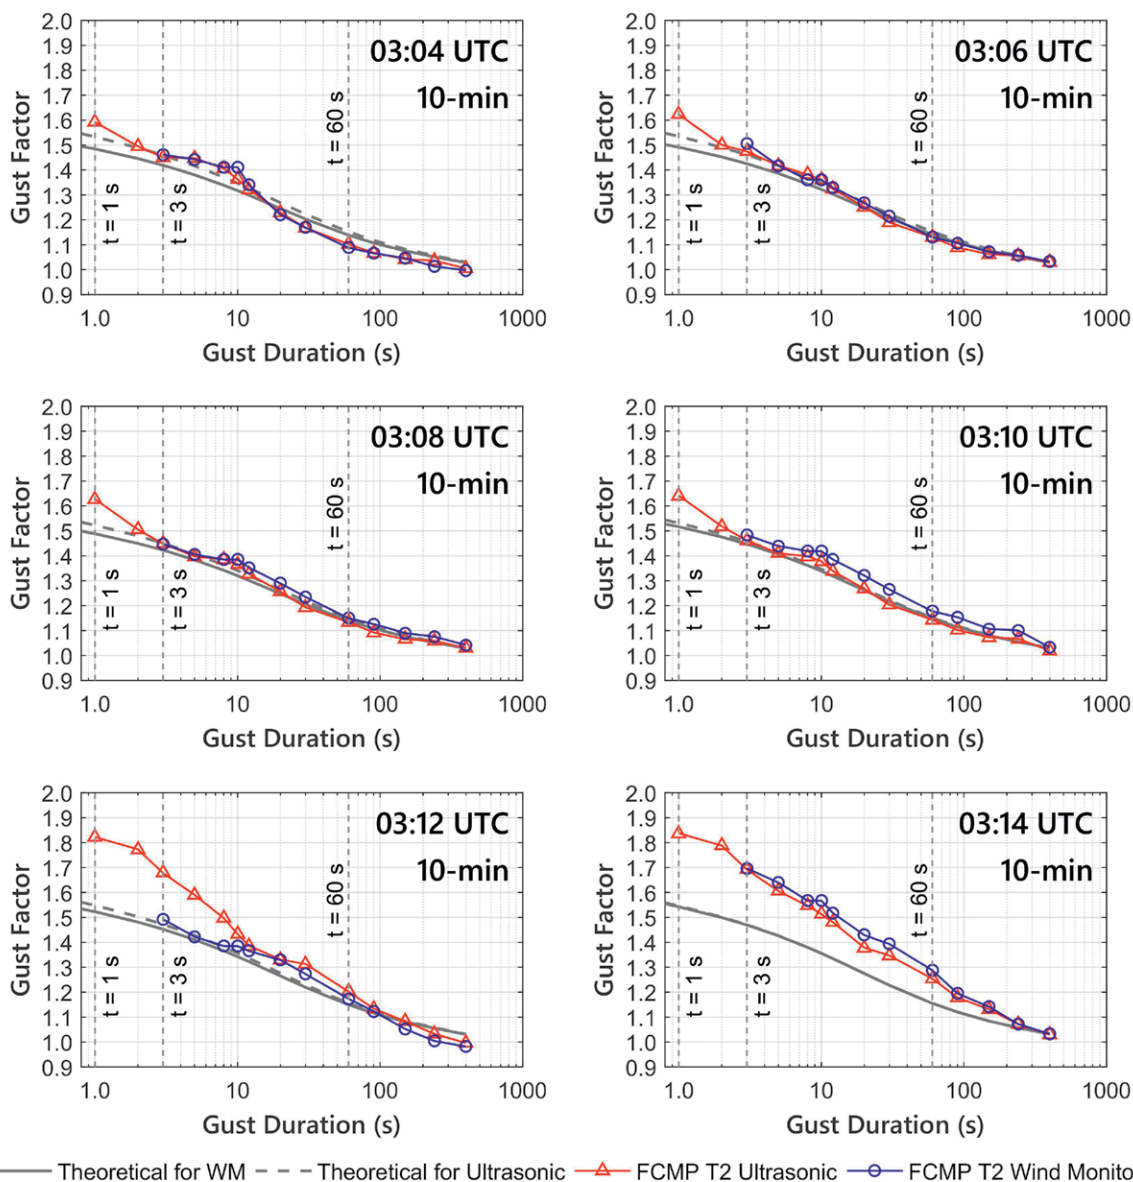 2.0
1.9
1.8
1.7
1.6
1.5
1.4
1.3
1.2
1.1
1.0
0.9
Gust Factor
03:04 UTC
10-min
t = 1 s
t = 3 s
t = 60 s
1.0 10 100 1000
Gust Duration (s)
2.0
1.9
1.8
1.7
1.6
1.5
1.4
1.3
1.2
1.1
1.0
0.9
Gust Factor
03:06 UTC
10-min
t = 1 s
t = 3 s
t = 60 s
1.0 10 100 1000
Gust Duration (s)
2.0
1.9
1.8
1.7
1.6
1.5
1.4
1.3
1.2
1.1
1.0
0.9
Gust Factor
03:08 UTC
10-min
t = 1 s
t = 3 s
t = 60 s
1.0 10 100 1000
Gust Duration (s)
2.0
1.9
1.8
1.7
1.6
1.5
1.4
1.3
1.2
1.1
1.0
0.9
Gust Factor
03:10 UTC
10-min
t = 1 s
t = 3 s
t = 60 s
1.0 10 100 1000
Gust Duration (s)
2.0
1.9
1.8
1.7
1.6
1.5
1.4
1.3
1.2
1.1
1.0
0.9
Gust Factor
03:12 UTC
10-min
t = 1 s
t = 3 s
t = 60 s
1.0 10 100 1000
Gust Duration (s)
2.0
1.9
1.8
1.7
1.6
1.5
1.4
1.3
1.2
1.1
1.0
0.9
Gust Factor
03:14 UTC
10-min
t = 1 s
t = 3 s
t = 60 s
1.0 10 100 1000
Gust Duration (s)
Theoretical for WM Theoretical for Ultrasonic FCMP T2 Ultrasonic FCMP T2 Wind Monito